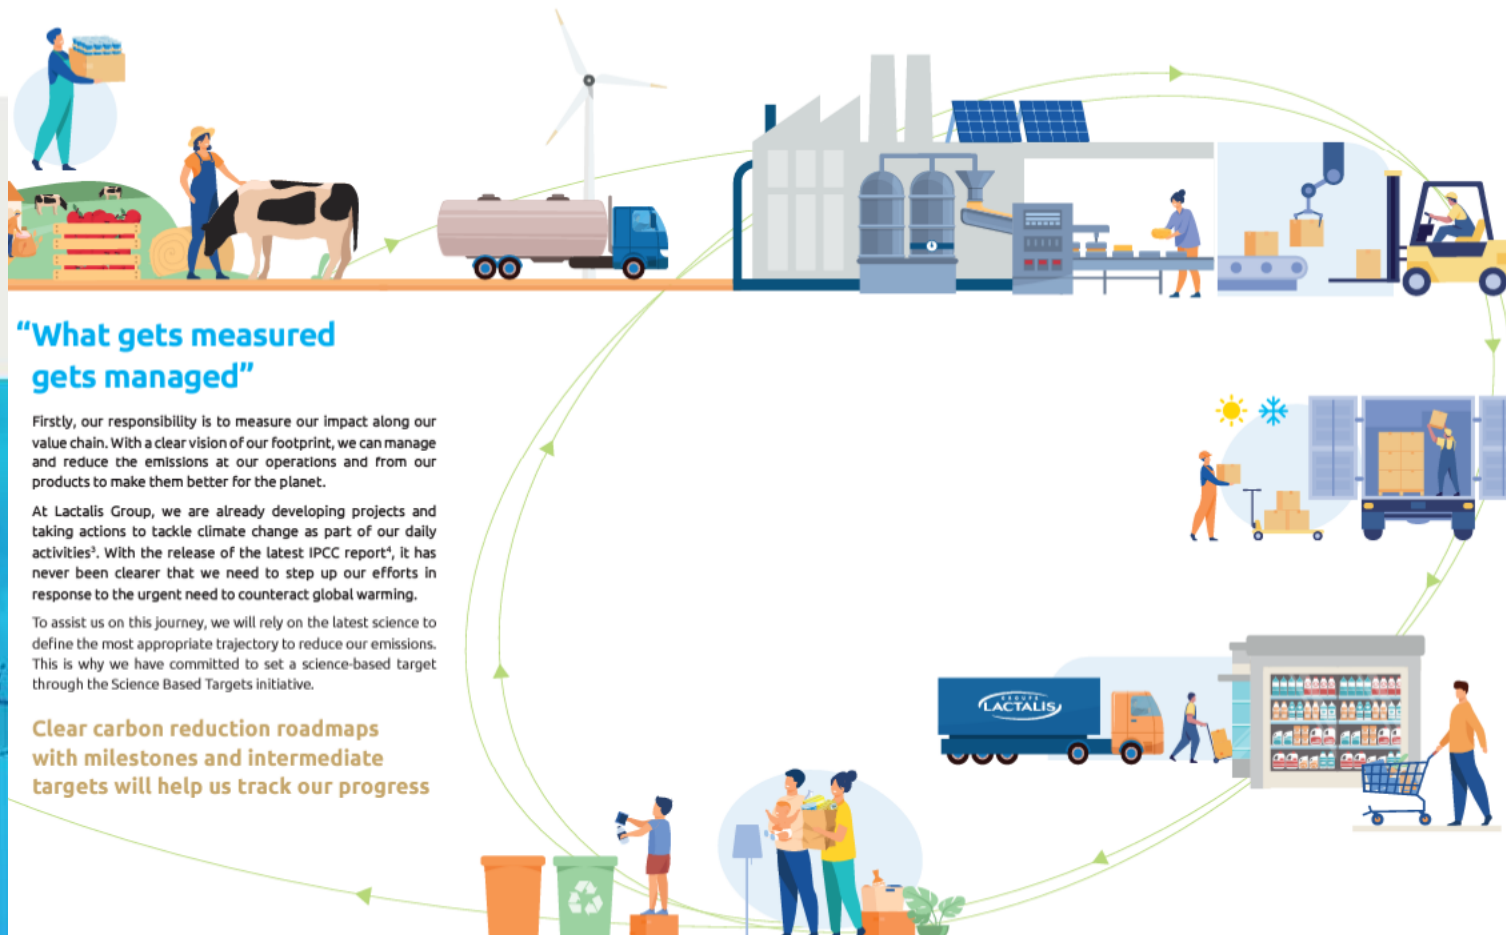 “What gets measured
gets managed”
Firstly, our responsibility is to measure our impact along our
value chain. With a clear vision of our footprint, we can manage
and reduce the emissions at our operations and from our
products to make them better for the planet.
At Lactalis Group, we are already developing projects and
taking actions to tackle climate change as part of our daily
activities³. With the release of the latest IPCC report⁴, it has
never been clearer that we need to step up our efforts in
response to the urgent need to counteract global warming.
To assist us on this journey, we will rely on the latest science to
define the most appropriate trajectory to reduce our emissions.
This is why we have committed to set a science-based target
through the Science Based Targets initiative.
Clear carbon reduction roadmaps
with milestones and intermediate
targets will help us track our progress
GROUPE
LACTALIS